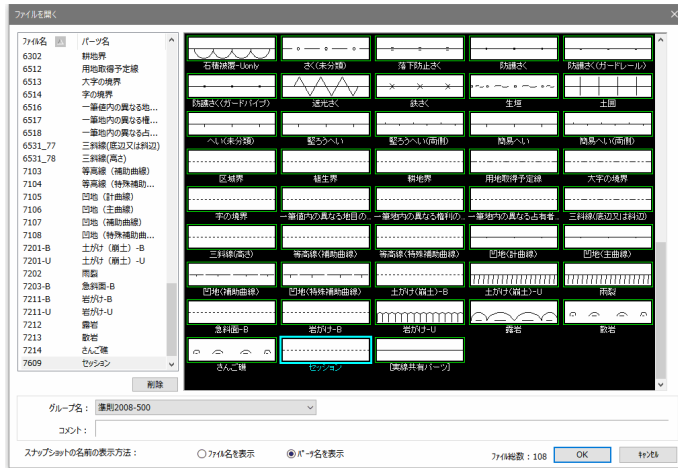 ファイルを開く
ファイル名 パーツ名
6302 耕地界
6512 用地取得予定線
6513 大字の境界
6514 字の境界
6516 一筆値内の異なる地...
6517 一筆地内の異なる権...
6518 一筆地内の異なる占...
6531_77 三斜線(底辺又は斜辺)
6531_78 三斜線(高さ)
7103 等高線（補助曲線）
7104 等高線（特殊補助...
7105 凹地（計曲線）
7106 凹地（主曲線）
7107 凹地（補助曲線）
7108 凹地（特殊補助曲...
7201-B 土がけ（崩土）-B
7201-U 土がけ（崩土）-U
7202 雨裂
7203-B 急斜面-B
7211-B 岩がけ-B
7211-U 岩がけ-U
7212 露岩
7213 散岩
7214 さんご礁
7609 セッション
削除
石積被覆-Uonly さく(未分類) 落下防止さく 防護さく 防護さく(ガードレール)
防護さく(ガードパイプ) 遮光さく 鉄さく 生垣 土囲
へい(未分類) 堅ろうへい 堅ろうへい(両側) 簡易へい 簡易へい(両側)
区域界 植生界 耕地界 用地取得予定線 大字の境界
字の境界 一筆値内の異なる地目の.. 一筆地内の異なる権利の.. 一筆地内の異なる占有者.. 三斜線(底辺又は斜辺)
三斜線(高さ) 等高線(補助曲線) 等高線(特殊補助曲線) 凹地(計曲線) 凹地(主曲線)
凹地(補助曲線) 凹地(特殊補助曲線) 土がけ(崩土)-B 土がけ(崩土)-U 雨裂
急斜面-B 岩がけ-B 岩がけ-U 露岩 散岩
さんご礁 セッション [実線共有パーツ]
グループ名： 準則2008-500
コメント：
スナップショットの名前の表示方法： ファイル名を表示 パーツ名を表示 ファイル総数：108 OK キャンセル